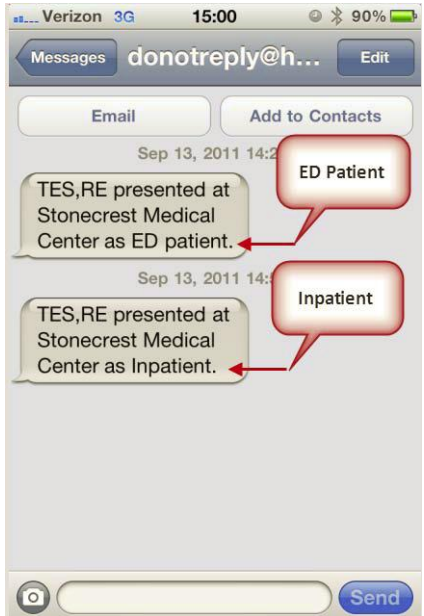 Verizon 3G 15:00 90%
Messages donotreply@h... Edit
Email Add to Contacts
Sep 13, 2011 14:2
ED Patient
TES,RE presented at
Stonecrest Medical
Center as ED patient.
Sep 13, 2011 14:
Inpatient
TES,RE presented at
Stonecrest Medical
Center as Inpatient.
Send